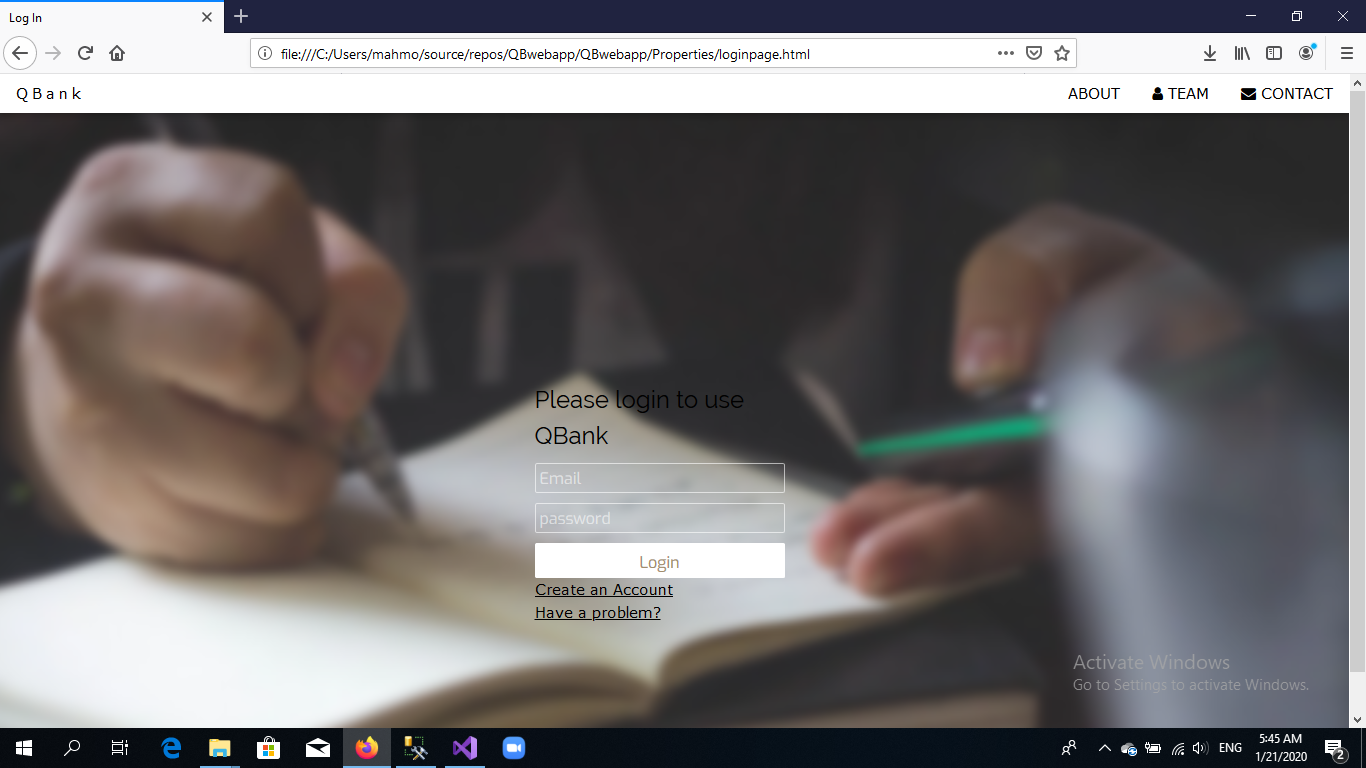 Log In
file:///C:/Users/mahmo/source/repos/QBwebapp/QBwebapp/Properties/loginpage.html
QBank
ABOUT
TEAM
CONTACT
Please login to use
QBank
Email
password
Login
Create an Account
Have a problem?
Activate Windows
Go to Settings to activate Windows.
ENG
5:45 AM
1/21/2020
2